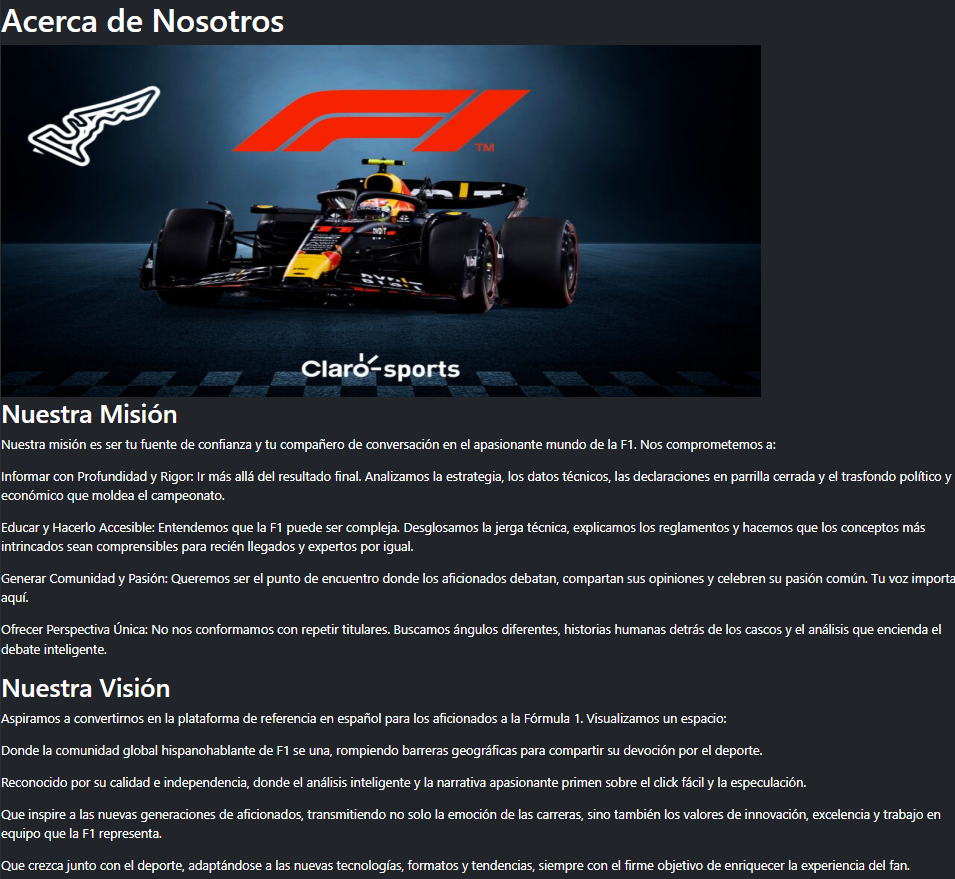 Acerca de Nosotros
F1
TM
11
Claro-sports
Nuestra Misión
Nuestra misión es ser tu fuente de confianza y tu compañero de conversación en el apasionante mundo de la F1. Nos comprometemos a:
Informar con Profundidad y Rigor: Ir más allá del resultado final. Analizamos la estrategia, los datos técnicos, las declaraciones en parrilla cerrada y el trasfondo político y
económico que moldea el campeonato.
Educar y Hacerlo Accesible: Entendemos que la F1 puede ser compleja. Desglosamos la jerga técnica, explicamos los reglamentos y hacemos que los conceptos más
intrincados sean comprensibles para recién llegados y expertos por igual.
Generar Comunidad y Pasión: Queremos ser el punto de encuentro donde los aficionados debatan, compartan sus opiniones y celebren su pasión común. Tu voz importa
aquí.
Ofrecer Perspectiva Única: No nos conformamos con repetir titulares. Buscamos ángulos diferentes, historias humanas detrás de los cascos y el análisis que encienda el
debate inteligente.
Nuestra Visión
Aspiramos a convertirnos en la plataforma de referencia en español para los aficionados a la Fórmula 1. Visualizamos un espacio:
Donde la comunidad global hispanohablante de F1 se una, rompiendo barreras geográficas para compartir su devoción por el deporte.
Reconocido por su calidad e independencia, donde el análisis inteligente y la narrativa apasionante primen sobre el click fácil y la especulación.
Que inspire a las nuevas generaciones de aficionados, transmitiendo no solo la emoción de las carreras, sino también los valores de innovación, excelencia y trabajo en
equipo que la F1 representa.
Que crezca junto con el deporte, adaptándose a las nuevas tecnologías, formatos y tendencias, siempre con el firme objetivo de enriquecer la experiencia del fan.